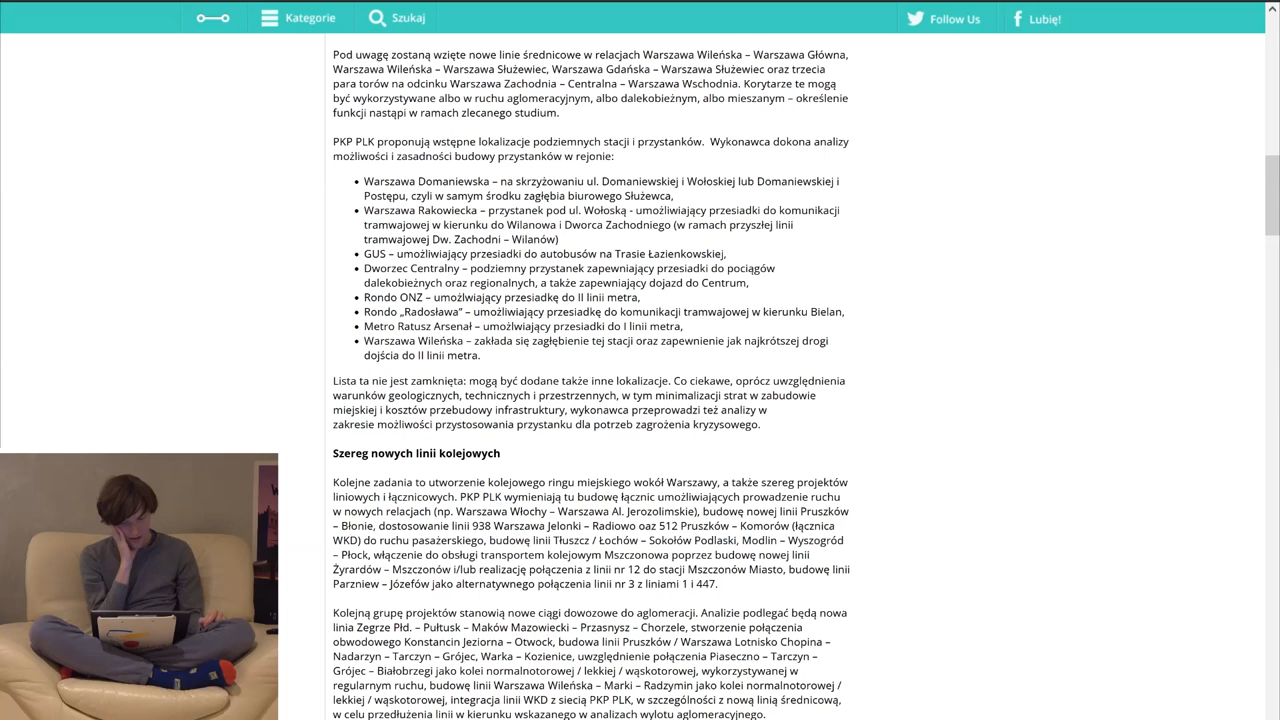 Kategorie
Szukaj
Follow Us
Lubię!
Pod uwagę zostaną wzięte nowe linie średnicowe w relacjach Warszawa Wileńska – Warszawa Główna,
Warszawa Wileńska – Warszawa Służewiec, Warszawa Gdańska – Warszawa Służewiec oraz trzecia
para torów na odcinku Warszawa Zachodnia – Centralna – Warszawa Wschodnia. Korytarze te mogą
być wykorzystywane albo w ruchu aglomeracyjnym, albo dalekobieżnym, albo mieszanym – określenie
funkcji nastąpi w ramach zlecanego studium.
PKP PLK proponują wstępne lokalizacje podziemnych stacji i przystanków. Wykonawca dokona analizy
możliwości i zasadności budowy przystanków w rejonie:
• Warszawa Domaniewska – na skrzyżowaniu ul. Domaniewskiej i Wołoskiej lub Domaniewskiej i
Postępu, czyli w samym środku zagłębia biurowego Służewca,
• Warszawa Rakowiecka – przystanek pod ul. Wołoską - umożliwiający przesiadki do komunikacji
tramwajowej w kierunku do Wilanowa i Dworca Zachodniego (w ramach przyszłej linii
tramwajowej Dw. Zachodni – Wilanów)
• GUS – umożliwiający przesiadki do autobusów na Trasie Łazienkowskiej,
• Dworzec Centralny – podziemny przystanek zapewniający przesiadki do pociągów
dalekobieżnych oraz regionalnych, a także zapewniający dojazd do Centrum,
• Rondo ONZ – umożlwiający przesiadkę do II linii metra,
• Rondo „Radosława” – umożliwiający przesiadkę do komunikacji tramwajowej w kierunku Bielan,
• Metro Ratusz Arsenał – umożlwiający przesiadki do I linii metra,
• Warszawa Wileńska – zakłada się zagłębienie tej stacji oraz zapewnienie jak najkrótszej drogi
dojścia do II linii metra.
Lista ta nie jest zamknięta: mogą być dodane także inne lokalizacje. Co ciekawe, oprócz uwzględnienia
warunków geologicznych, technicznych i przestrzennych, w tym minimalizacji strat w zabudowie
miejskiej i kosztów przebudowy infrastruktury, wykonawca przeprowadzi też analizy w
zakresie możliwości przystosowania przystanku dla potrzeb zagrożenia kryzysowego.
Szereg nowych linii kolejowych
Kolejne zadania to utworzenie kolejowego ringu miejskiego wokół Warszawy, a także szereg projektów
liniowych i łącznicowych. PKP PLK wymieniają tu budowę łącznic umożliwiających prowadzenie ruchu
w nowych relacjach (np. Warszawa Włochy – Warszawa Al. Jerozolimskie), budowę nowej linii Pruszków
– Błonie, dostosowanie linii 938 Warszawa Jelonki – Radiowo oaz 512 Pruszków – Komorów (łącznica
WKD) do ruchu pasażerskiego, budowę linii Tłuszcz / Łochów – Sokołów Podlaski, Modlin – Wyszogród
– Płock, włączenie do obsługi transportem kolejowym Mszczonowa poprzez budowę nowej linii
Żyrardów – Mszczonów i/lub realizację połączenia z linii nr 12 do stacji Mszczonów Miasto, budowę linii
Parzniew – Józefów jako alternatywnego połączenia linii nr 3 z liniami 1 i 447.
Kolejną grupę projektów stanowią nowe ciągi dowozowe do aglomeracji. Analizie podlegać będą nowa
linia Zegrze Płd. – Pułtusk – Maków Mazowiecki – Przasnysz – Chorzele, stworzenie połączenia
obwodowego Konstancin Jeziorna – Otwock, budowa linii Pruszków / Warszawa Lotnisko Chopina –
Nadarzyn – Tarczyn – Grójec, Warka – Kozienice, uwzględnienie połączenia Piaseczno – Tarczyn –
Grójec – Białobrzegi jako kolei normalnotorowej / lekkiej / wąskotorowej, wykorzystywanej w
regularnym ruchu, budowę linii Warszawa Wileńska – Marki – Radzymin jako kolei normalnotorowej /
lekkiej / wąskotorowej, integracja linii WKD z siecią PKP PLK, w szczególności z nową linią średnicową,
w celu przedłużenia linii w kierunku wskazanego w analizach wylotu aglomeracyjnego.